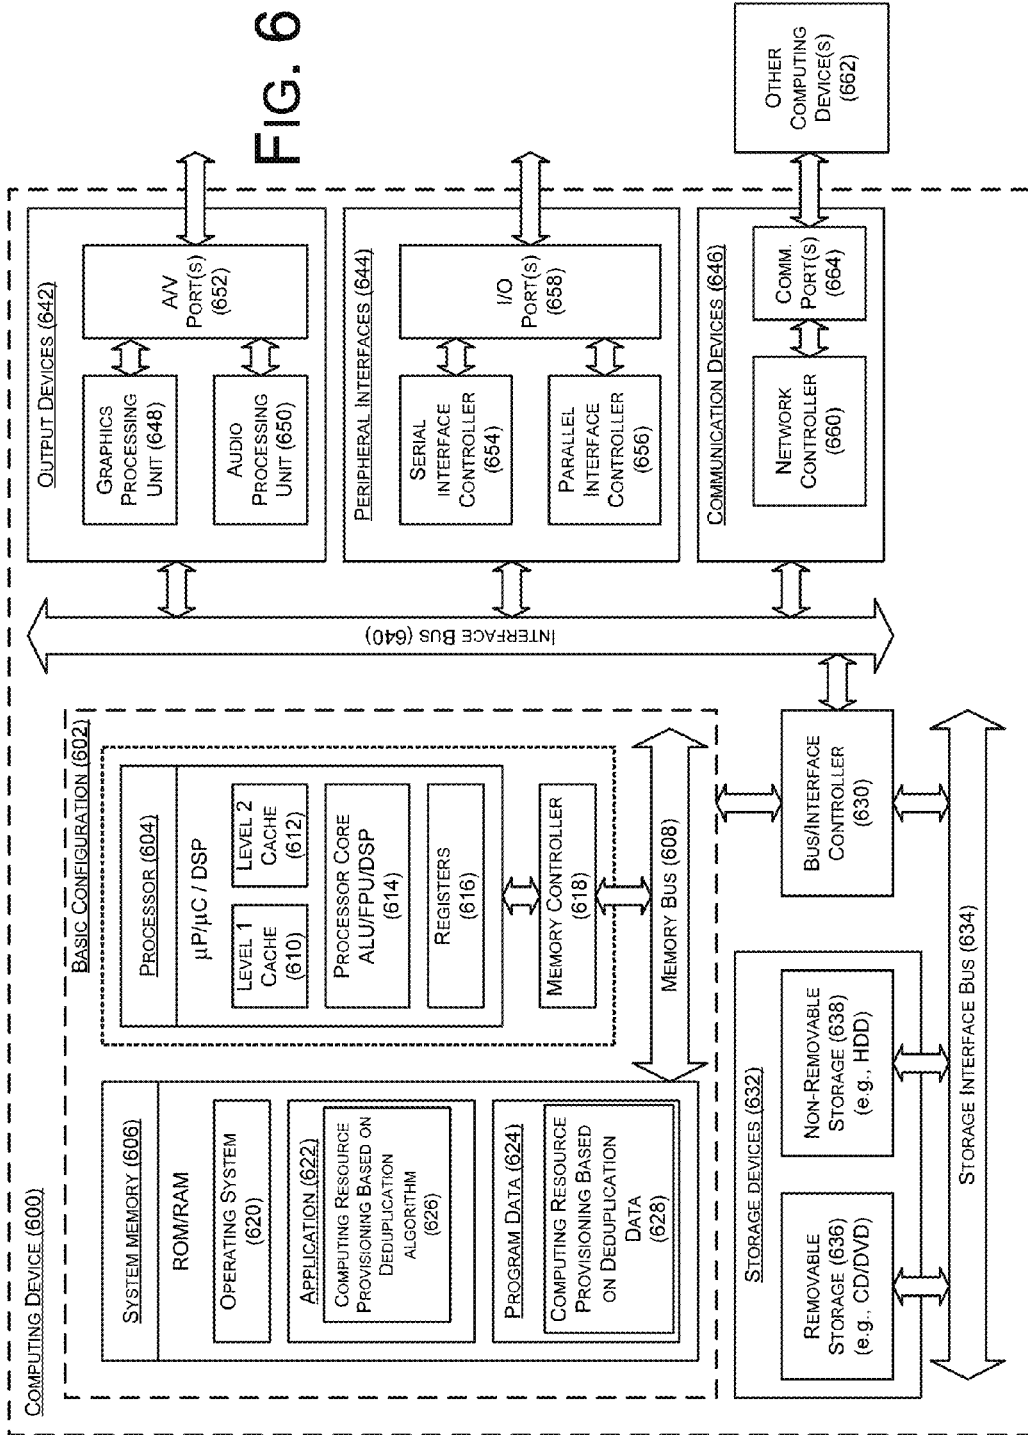 COMPUTING DEVICE (600)
BASIC CONFIGURATION (602)
SYSTEM MEMORY (606)
ROM/RAM
OPERATING SYSTEM
(620)
APPLICATION (622)
COMPUTING RESOURCE
PROVISIONING BASED ON
DEDUPLICATION
ALGORITHM
(626)
PROGRAM DATA (624)
COMPUTING RESOURCE
PROVISIONING BASED
ON DEDUPLICATION
DATA
(628)
PROCESSOR (604)
µP/µC / DSP
LEVEL 1
CACHE
(610)
LEVEL 2
CACHE
(612)
PROCESSOR CORE
ALU/FPU/DSP
(614)
REGISTERS
(616)
MEMORY CONTROLLER
(618)
MEMORY BUS (608)
BUS/INTERFACE
CONTROLLER
(630)
STORAGE DEVICES (632)
REMOVABLE
STORAGE (636)
(e.g., CD/DVD)
NON-REMOVABLE
STORAGE (638)
(e.g., HDD)
STORAGE INTERFACE BUS (634)
INTERFACE BUS (640)
OUTPUT DEVICES (642)
GRAPHICS
PROCESSING
UNIT (648)
AUDIO
PROCESSING
UNIT (650)
A/V
PORT(S)
(652)
PERIPHERAL INTERFACES (644)
SERIAL
INTERFACE
CONTROLLER
(654)
PARALLEL
INTERFACE
CONTROLLER
(656)
I/O
PORT(S)
(658)
COMMUNICATION DEVICES (646)
NETWORK
CONTROLLER
(660)
COMM.
PORT(S)
(664)
OTHER
COMPUTING
DEVICE(S)
(662)
FIG. 6